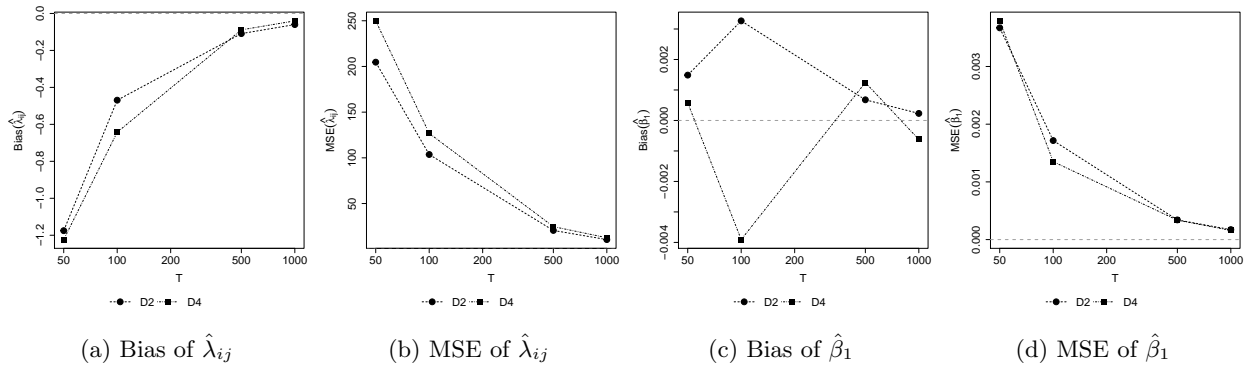 Bias(λ̂ij)
0.0
−0.2
−0.4
−0.6
−0.8
−1.0
−1.2
50 100 200 500 1000
T
D2 D4
(a) Bias of λ̂ij
MSE(λ̂ij)
250
200
150
100
50
50 100 200 500 1000
T
D2 D4
(b) MSE of λ̂ij
Bias(β̂1)
0.002
0.000
−0.002
−0.004
50 100 200 500 1000
T
D2 D4
(c) Bias of β̂1
MSE(β̂1)
0.003
0.002
0.001
0.000
50 100 200 500 1000
T
D2 D4
(d) MSE of β̂1